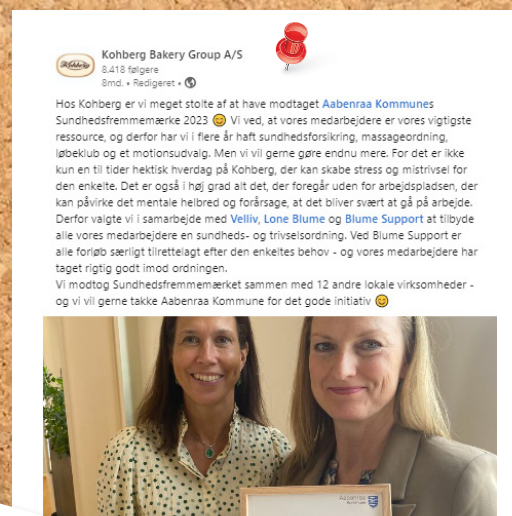 Kohberg
Kohberg Bakery Group A/S
8.418 følgere
8md. • Redigeret •
Hos Kohberg er vi meget stolte af at have modtaget Aabenraa Kommunes
Sundhedsfremmemærke 2023 😊 Vi ved, at vores medarbejdere er vores vigtigste
ressource, og derfor har vi i flere år haft sundhedsforsikring, massageordning,
løbeklub og et motionsudvalg. Men vi vil gerne gøre endnu mere. For det er ikke
kun en til tider hektisk hverdag på Kohberg, der kan skabe stress og mistrivsel for
den enkelte. Det er også i høj grad alt det, der foregår uden for arbejdspladsen, der
kan påvirke det mentale helbred og forårsage, at det bliver svært at gå på arbejde.
Derfor valgte vi i samarbejde med Velliv, Lone Blume og Blume Support at tilbyde
alle vores medarbejdere en sundheds- og trivselsordning. Ved Blume Support er
alle forløb særligt tilrettelagt efter den enkeltes behov - og vores medarbejdere har
taget rigtig godt imod ordningen.
Vi modtog Sundhedsfremmemærket sammen med 12 andre lokale virksomheder -
og vi vil gerne takke Aabenraa Kommune for det gode initiativ 😊
Aabenraa